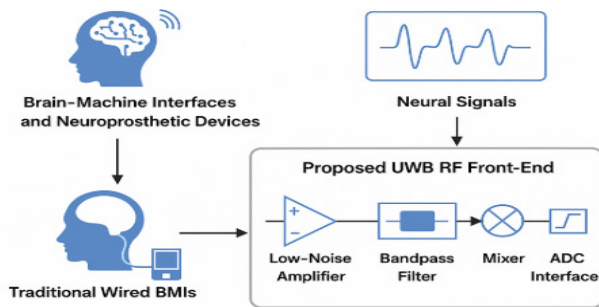 Brain–Machine Interfaces
and Neuroprosthetic Devices
Neural Signals
Traditional Wired BMIs
Proposed UWB RF Front-End
+
−
Low-Noise
Amplifier
Bandpass
Filter
Mixer
ADC
Interface